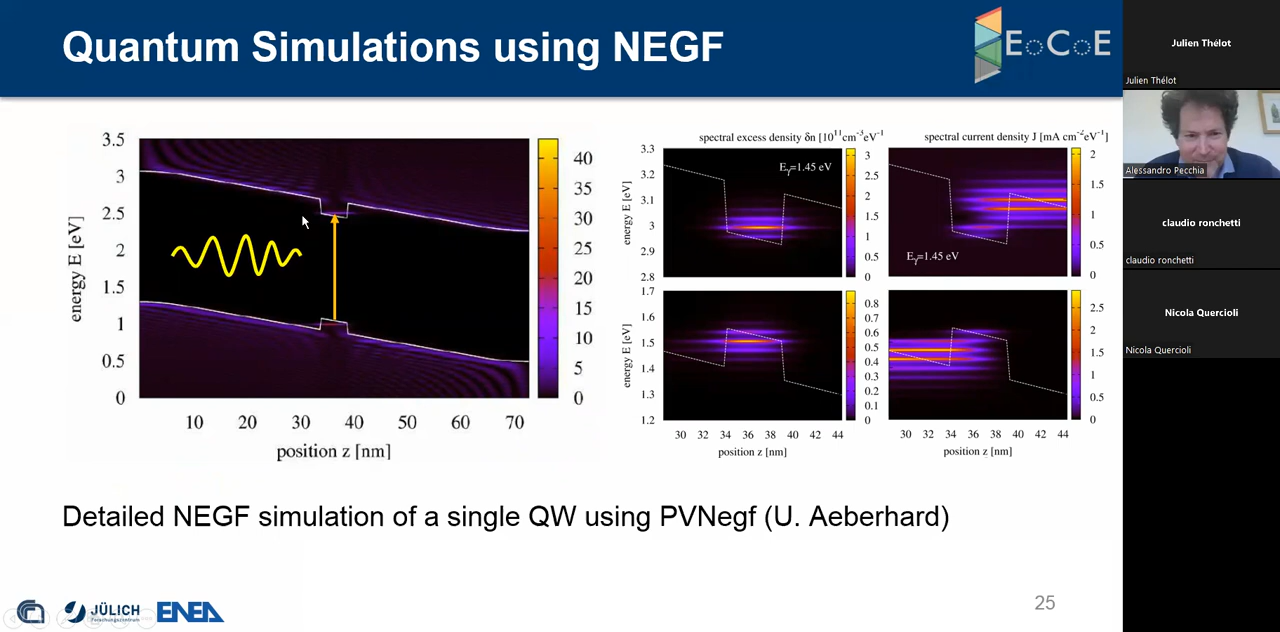 Quantum Simulations using NEGF
EoCoE
3.5
3
2.5
2
1.5
1
0.5
0
energy E [eV]
10 20 30 40 50 60 70
position z [nm]
40
35
30
25
20
15
10
5
0
spectral excess density δn [10¹¹cm⁻³eV⁻¹
spectral current density J [mA cm⁻²eV⁻¹]
3.3
3.2
3.1
3
2.9
2.8
energy E [eV]
Eγ=1.45 eV
3
2.5
2
1.5
1
0.5
0
Eγ=1.45 eV
2
1.5
1
0.5
0
1.7
1.6
1.5
1.4
1.3
1.2
energy E [eV]
0.8
0.7
0.6
0.5
0.4
0.3
0.2
0.1
0
2.5
2
1.5
1
0.5
0
30 32 34 36 38 40 42 44
position z [nm]
30 32 34 36 38 40 42 44
position z [nm]
Detailed NEGF simulation of a single QW using PVNegf (U. Aeberhard)
JÜLICH
Forschungszentrum
ENEA
25
Julien Thélot
Julien Thélot
Alessandro Pecchia
claudio ronchetti
claudio ronchetti
Nicola Quercioli
Nicola Quercioli